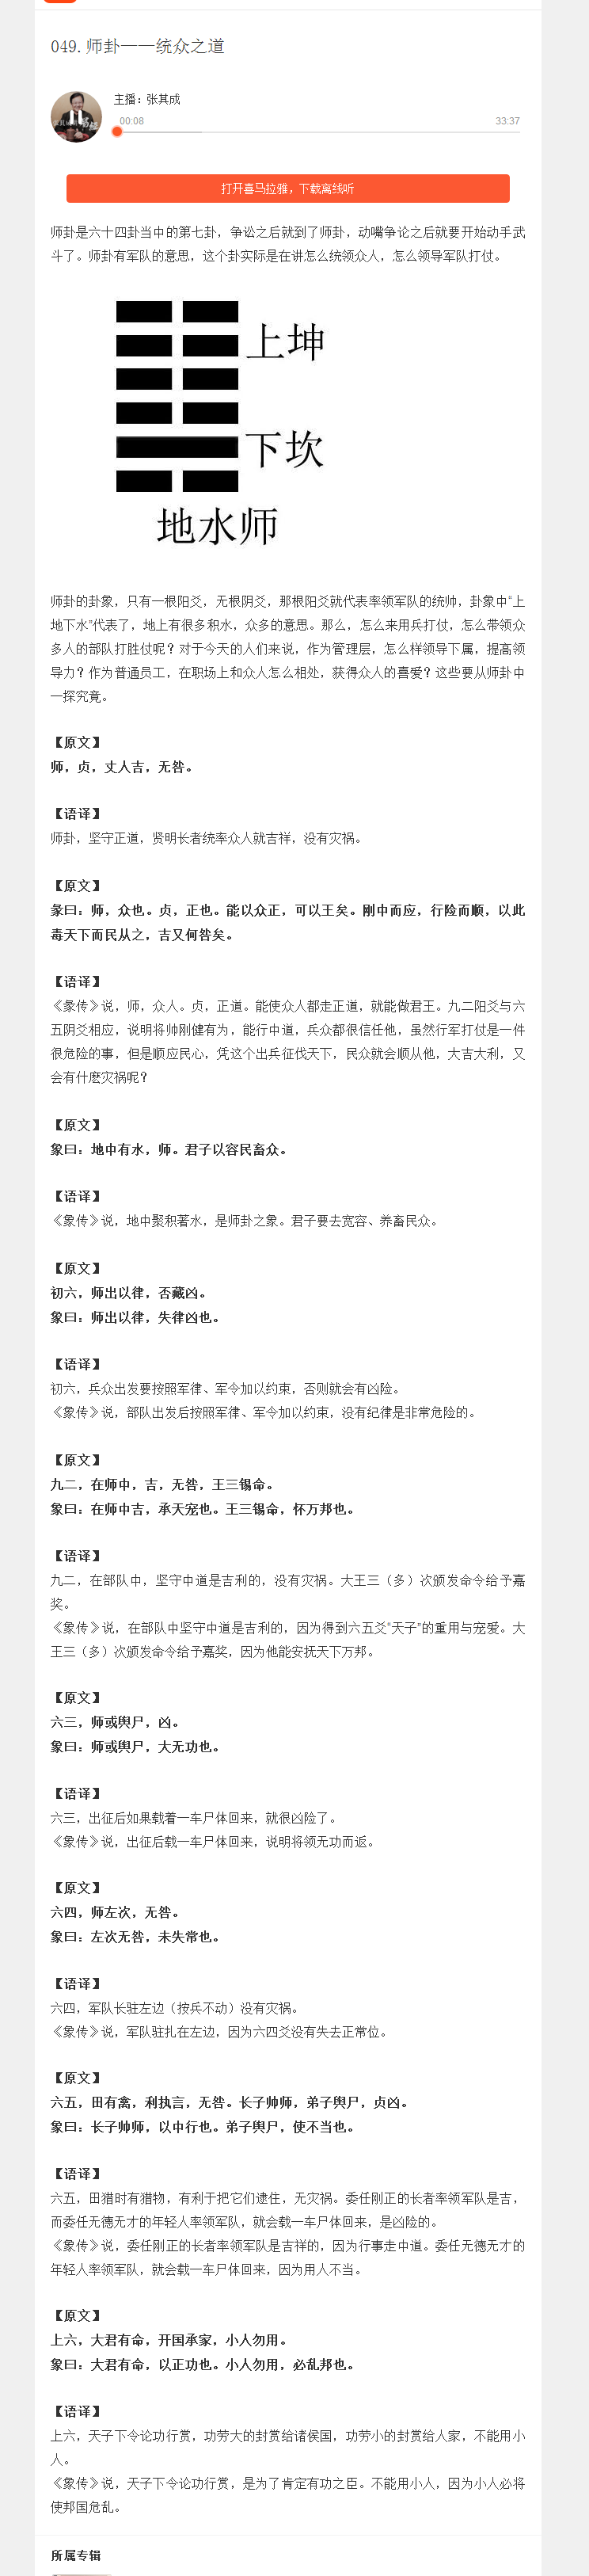 049.师卦——统众之道
主播：张其成
00:08
33:37
打开喜马拉雅，下载离线听
师卦是六十四卦当中的第七卦，争讼之后就到了师卦，动嘴争论之后就要开始动手武
斗了。师卦有军队的意思，这个卦实际是在讲怎么统领众人，怎么领导军队打仗。
上坤
下坎
地水师
师卦的卦象，只有一根阳爻，无根阴爻，那根阳爻就代表率领军队的统帅，卦象中“上
地下水”代表了，地上有很多积水，众多的意思。那么，怎么来用兵打仗，怎么带领众
多人的部队打胜仗呢？对于今天的人们来说，作为管理层，怎么样领导下属，提高领
导力？作为普通员工，在职场上和众人怎么相处，获得众人的喜爱？这些要从师卦中
一探究竟。
【原文】
师，贞，丈人吉，无咎。
【语译】
师卦，坚守正道，贤明长者统率众人就吉祥，没有灾祸。
【原文】
彖曰：师，众也。贞，正也。能以众正，可以王矣。刚中而应，行险而顺，以此
毒天下而民从之，吉又何咎矣。
【语译】
《彖传》说，师，众人。贞，正道。能使众人都走正道，就能做君王。九二阳爻与六
五阴爻相应，说明将帅刚健有为，能行中道，兵众都很信任他，虽然行军打仗是一件
很危险的事，但是顺应民心，凭这个出兵征伐天下，民众就会顺从他，大吉大利，又
会有什麽灾祸呢？
【原文】
象曰：地中有水，师。君子以容民畜众。
【语译】
《象传》说，地中聚积著水，是师卦之象。君子要去宽容、养畜民众。
【原文】
初六，师出以律，否藏凶。
象曰：师出以律，失律凶也。
【语译】
初六，兵众出发要按照军律、军令加以约束，否则就会有凶险。
《象传》说，部队出发后按照军律、军令加以约束，没有纪律是非常危险的。
【原文】
九二，在师中，吉，无咎，王三锡命。
象曰：在师中吉，承天宠也。王三锡命，怀万邦也。
【语译】
九二，在部队中，坚守中道是吉利的，没有灾祸。大王三（多）次颁发命令给予嘉
奖。
《象传》说，在部队中坚守中道是吉利的，因为得到六五爻“天子”的重用与宠爱。大
王三（多）次颁发命令给予嘉奖，因为他能安抚天下万邦。
【原文】
六三，师或舆尸，凶。
象曰：师或舆尸，大无功也。
【语译】
六三，出征后如果载着一车尸体回来，就很凶险了。
《象传》说，出征后载一车尸体回来，说明将领无功而返。
【原文】
六四，师左次，无咎。
象曰：左次无咎，未失常也。
【语译】
六四，军队长驻左边（按兵不动）没有灾祸。
《象传》说，军队驻扎在左边，因为六四爻没有失去正常位。
【原文】
六五，田有禽，利执言，无咎。长子帅师，弟子舆尸，贞凶。
象曰：长子帅师，以中行也。弟子舆尸，使不当也。
【语译】
六五，田猎时有猎物，有利于把它们逮住，无灾祸。委任刚正的长者率领军队是吉，
而委任无德无才的年轻人率领军队，就会载一车尸体回来，是凶险的。
《象传》说，委任刚正的长者率领军队是吉祥的，因为行事走中道。委任无德无才的
年轻人率领军队，就会载一车尸体回来，因为用人不当。
【原文】
上六，大君有命，开国承家，小人勿用。
象曰：大君有命，以正功也。小人勿用，必乱邦也。
【语译】
上六，天子下令论功行赏，功劳大的封赏给诸侯国，功劳小的封赏给人家，不能用小
人。
《象传》说，天子下令论功行赏，是为了肯定有功之臣。不能用小人，因为小人必将
使邦国危乱。
所属专辑